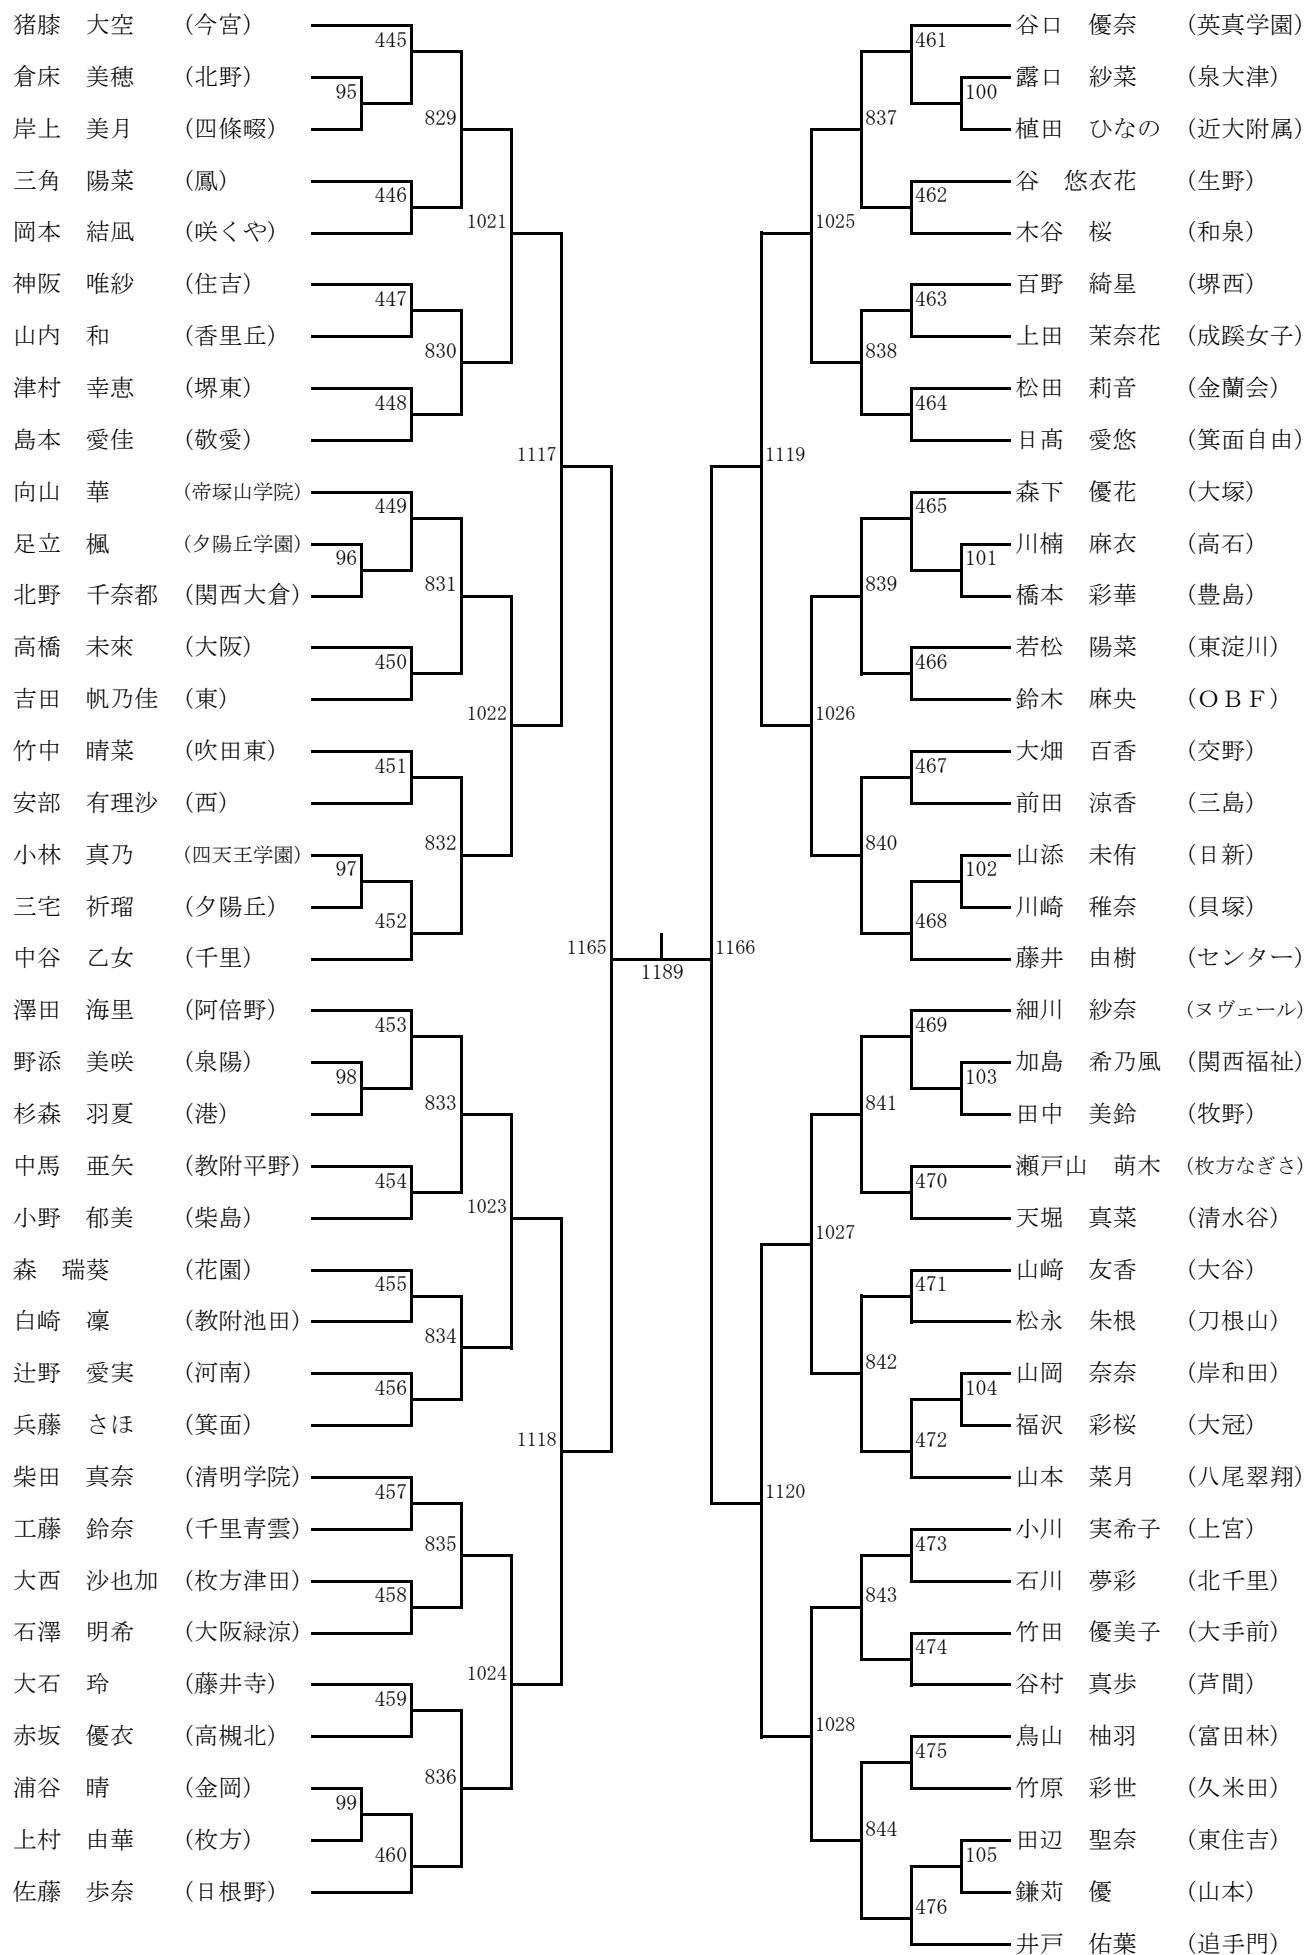 猪膝　大空　（今宮）
倉床　美穂　（北野）
岸上　美月　（四條畷）
三角　陽菜　（鳳）
岡本　結凪　（咲くや）
神阪　唯紗　（住吉）
山内　和　（香里丘）
津村　幸恵　（堺東）
島本　愛佳　（敬愛）
向山　華　（帝塚山学院）
足立　楓　（夕陽丘学園）
北野　千奈都　（関西大倉）
高橋　未來　（大阪）
吉田　帆乃佳　（東）
竹中　晴菜　（吹田東）
安部　有理沙　（西）
小林　真乃　（四天王学園）
三宅　祈瑠　（夕陽丘）
中谷　乙女　（千里）
澤田　海里　（阿倍野）
野添　美咲　（泉陽）
杉森　羽夏　（港）
中馬　亜矢　（教附平野）
小野　郁美　（柴島）
森　瑞葵　（花園）
白崎　凜　（教附池田）
辻野　愛実　（河南）
兵藤　さほ　（箕面）
柴田　真奈　（清明学院）
工藤　鈴奈　（千里青雲）
大西　沙也加　（枚方津田）
石澤　明希　（大阪緑涼）
大石　玲　（藤井寺）
赤坂　優衣　（高槻北）
浦谷　晴　（金岡）
上村　由華　（枚方）
佐藤　歩奈　（日根野）
95
96
97
98
99
445
446
447
448
449
450
451
452
453
454
455
456
457
458
459
460
829
830
831
832
833
834
835
836
1021
1022
1023
1024
1117
1118
1165
1189
1166
1119
1120
1025
1026
1027
1028
837
838
839
840
841
842
843
844
461
462
463
464
465
466
467
468
469
470
471
472
473
474
475
476
100
101
102
103
104
105
谷口　優奈　（英真学園）
露口　紗菜　（泉大津）
植田　ひなの　（近大附属）
谷　悠衣花　（生野）
木谷　桜　（和泉）
百野　綺星　（堺西）
上田　茉奈花　（成蹊女子）
松田　莉音　（金蘭会）
日髙　愛悠　（箕面自由）
森下　優花　（大塚）
川楠　麻衣　（高石）
橋本　彩華　（豊島）
若松　陽菜　（東淀川）
鈴木　麻央　（ＯＢＦ）
大畑　百香　（交野）
前田　涼香　（三島）
山添　未侑　（日新）
川崎　稚奈　（貝塚）
藤井　由樹　（センター）
細川　紗奈　（ヌヴェール）
加島　希乃風　（関西福祉）
田中　美鈴　（牧野）
瀬戸山　萌木　（枚方なぎさ）
天堀　真菜　（清水谷）
山﨑　友香　（大谷）
松永　朱根　（刀根山）
山岡　奈奈　（岸和田）
福沢　彩桜　（大冠）
山本　菜月　（八尾翠翔）
小川　実希子　（上宮）
石川　夢彩　（北千里）
竹田　優美子　（大手前）
谷村　真歩　（芦間）
鳥山　柚羽　（富田林）
竹原　彩世　（久米田）
田辺　聖奈　（東住吉）
鎌苅　優　（山本）
井戸　佑葉　（追手門）